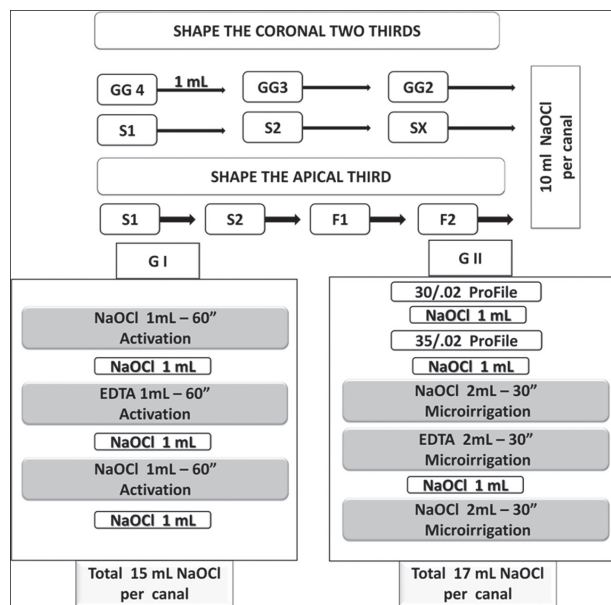 SHAPE THE CORONAL TWO THIRDS
GG 4
1 mL
GG3
GG2
S1
S2
SX
10 ml NaOCl
per canal
SHAPE THE APICAL THIRD
S1
S2
F1
F2
G I
NaOCl 1mL – 60”
Activation
NaOCl 1 mL
EDTA 1mL – 60”
Activation
NaOCl 1 mL
NaOCl 1mL – 60”
Activation
NaOCl 1 mL
Total 15 mL NaOCl
per canal
G II
30/.02 ProFile
NaOCl 1 mL
35/.02 ProFile
NaOCl 1 mL
NaOCl 2mL – 30”
Microirrigation
EDTA 2mL – 30”
Microirrigation
NaOCl 1 mL
NaOCl 2mL – 30”
Microirrigation
Total 17 mL NaOCl
per canal